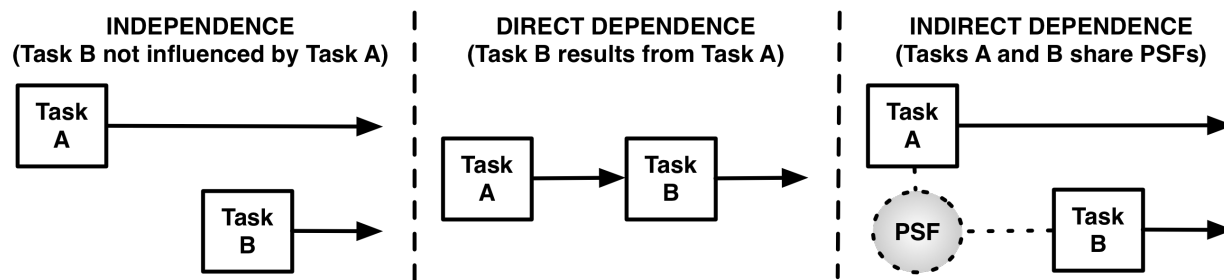 INDEPENDENCE
(Task B not influenced by Task A)
Task
A
Task
B
DIRECT DEPENDENCE
(Task B results from Task A)
Task
A
Task
B
INDIRECT DEPENDENCE
(Tasks A and B share PSFs)
Task
A
PSF
Task
B